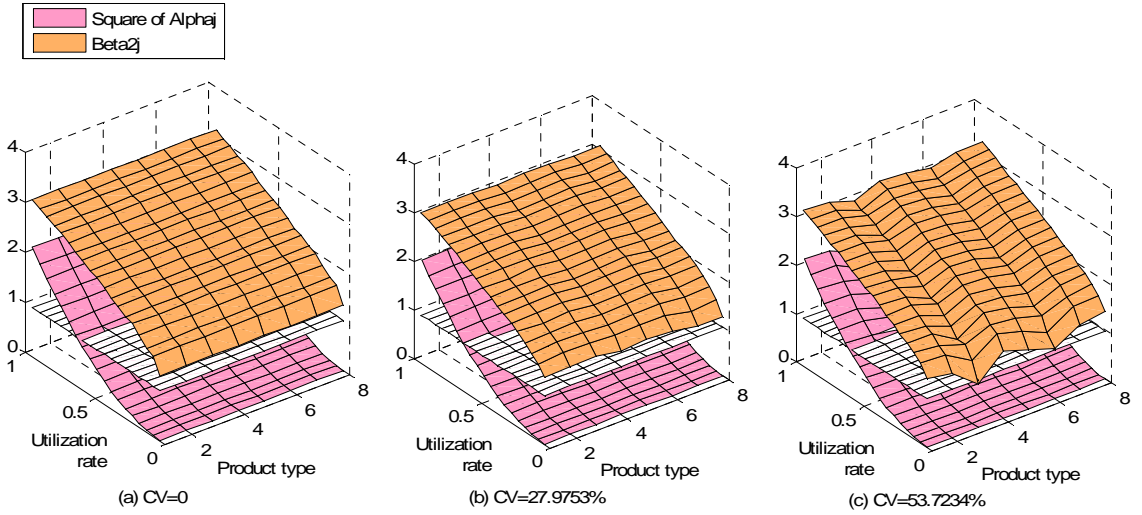 Square of Alphaj
Beta2j
4
3
2
1
0
1
0.5
0
2
4
6
8
Utilization
rate
Product type
(a) CV=0
4
3
2
1
0
1
0.5
0
2
4
6
8
Utilization
rate
Product type
(b) CV=27.9753%
4
3
2
1
0
1
0.5
0
2
4
6
8
Utilization
rate
Product type
(c) CV=53.7234%